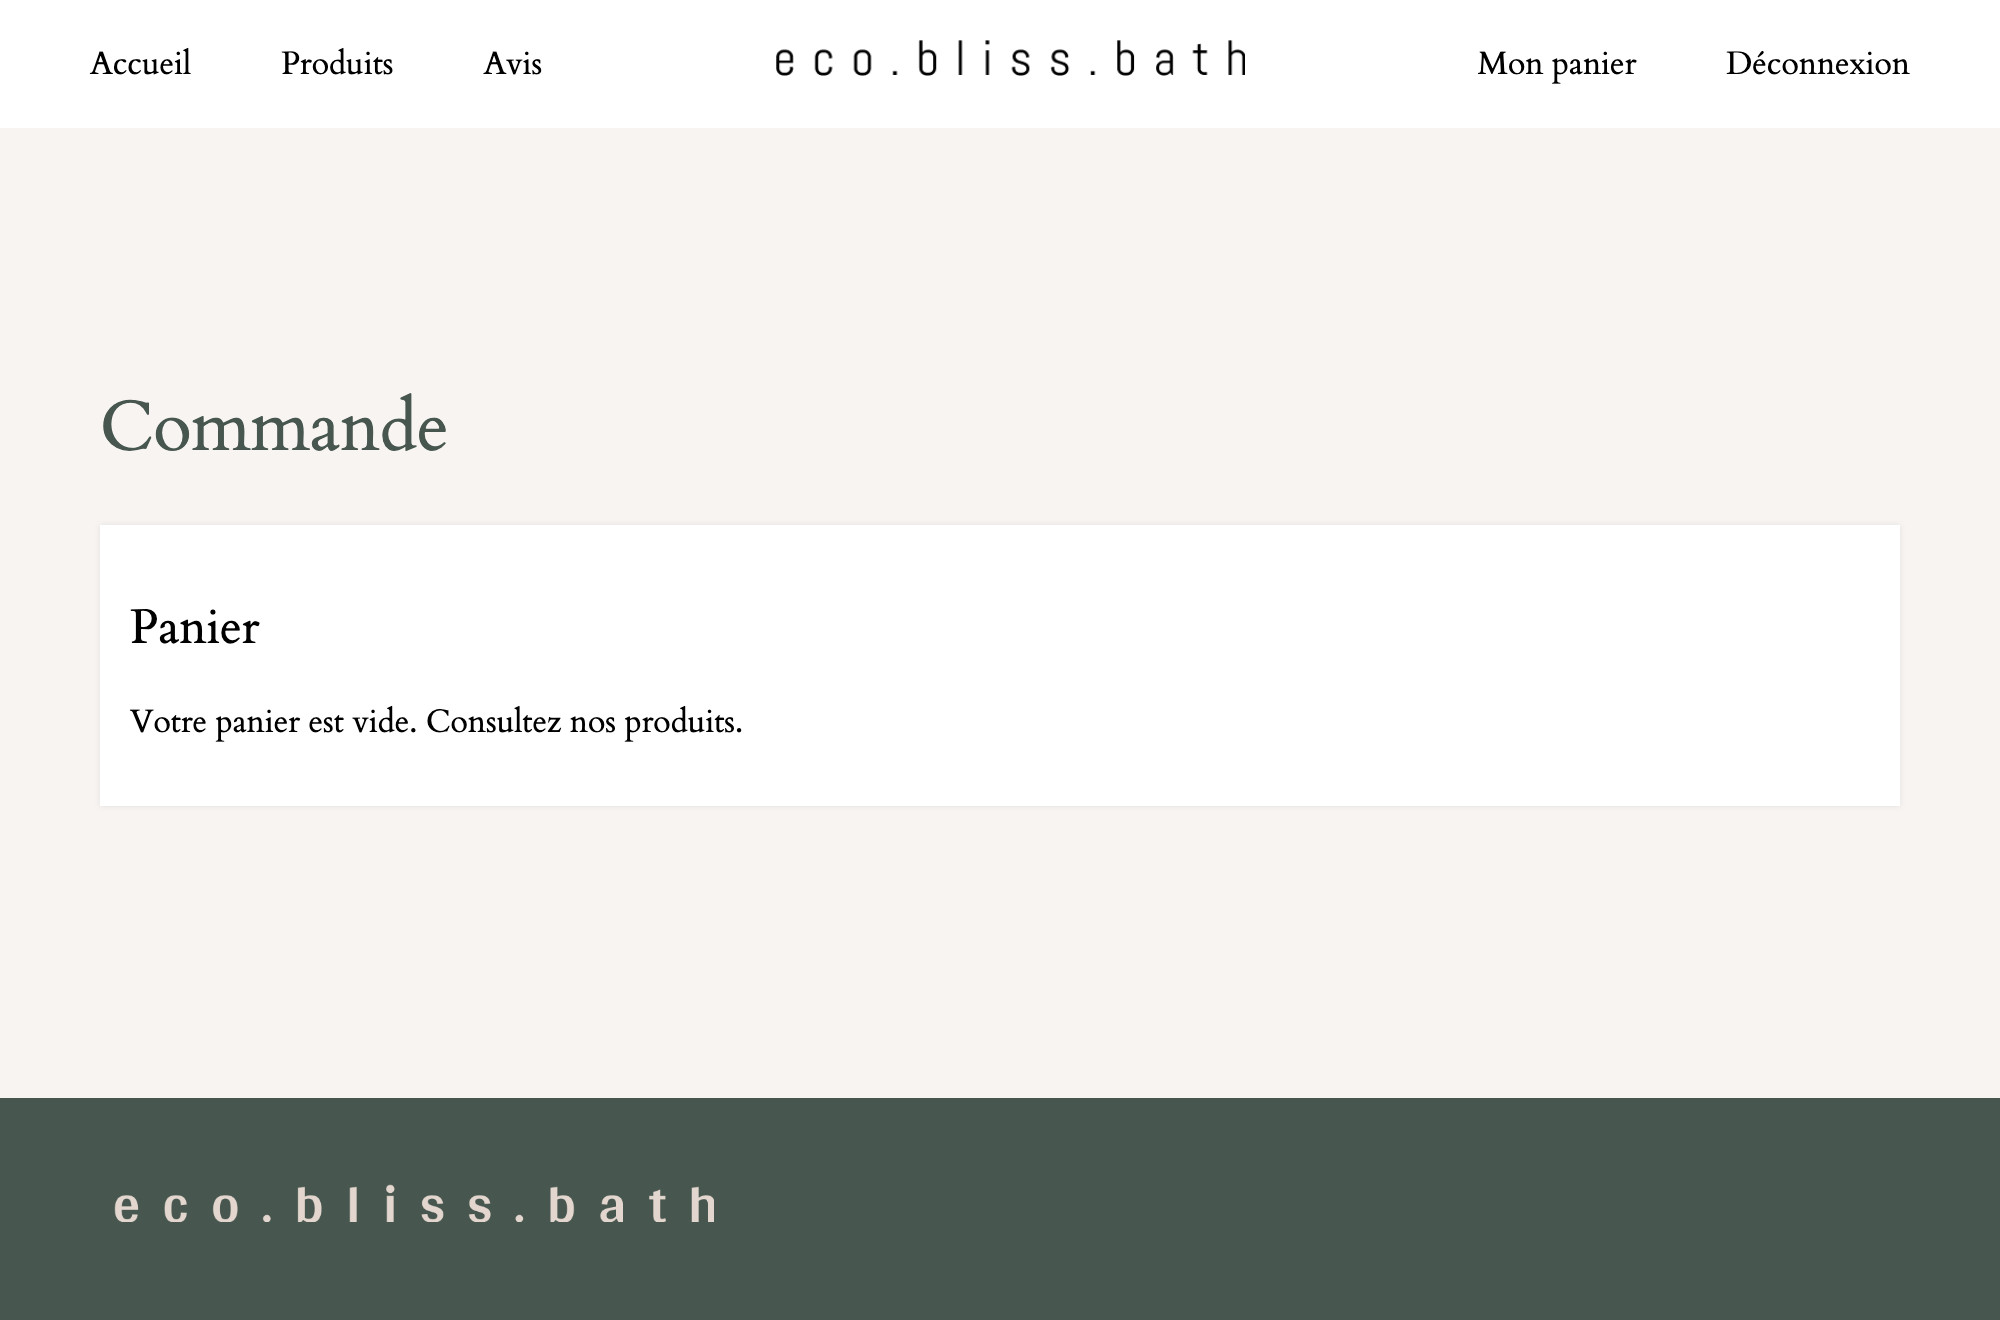 Accueil Produits Avis eco.bliss.bath Mon panier Déconnexion
Commande
Panier
Votre panier est vide. Consultez nos produits.
eco.bliss.bath